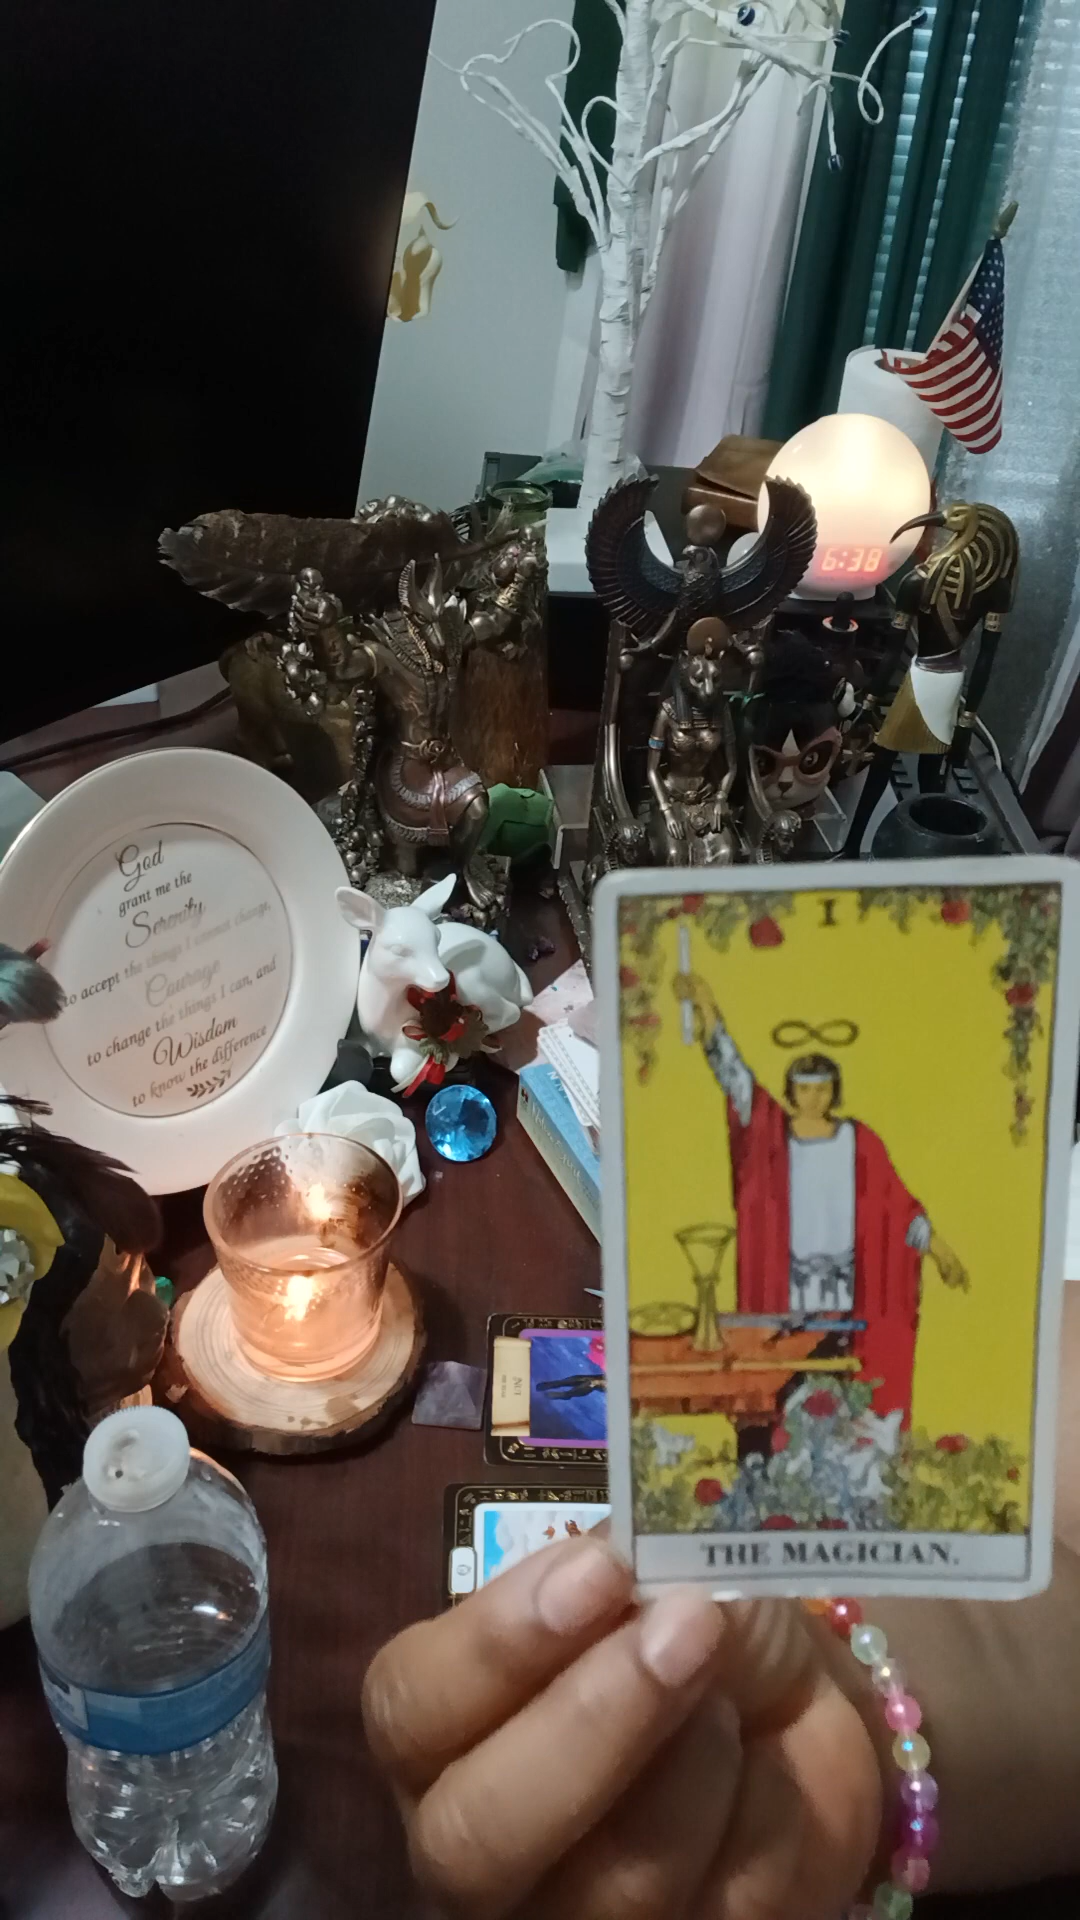 6:38
God
grant me the
Serenity
to accept the things I cannot change,
Courage
to change the things I can, and
Wisdom
to know the difference
I
NUT
THE MAGICIAN.